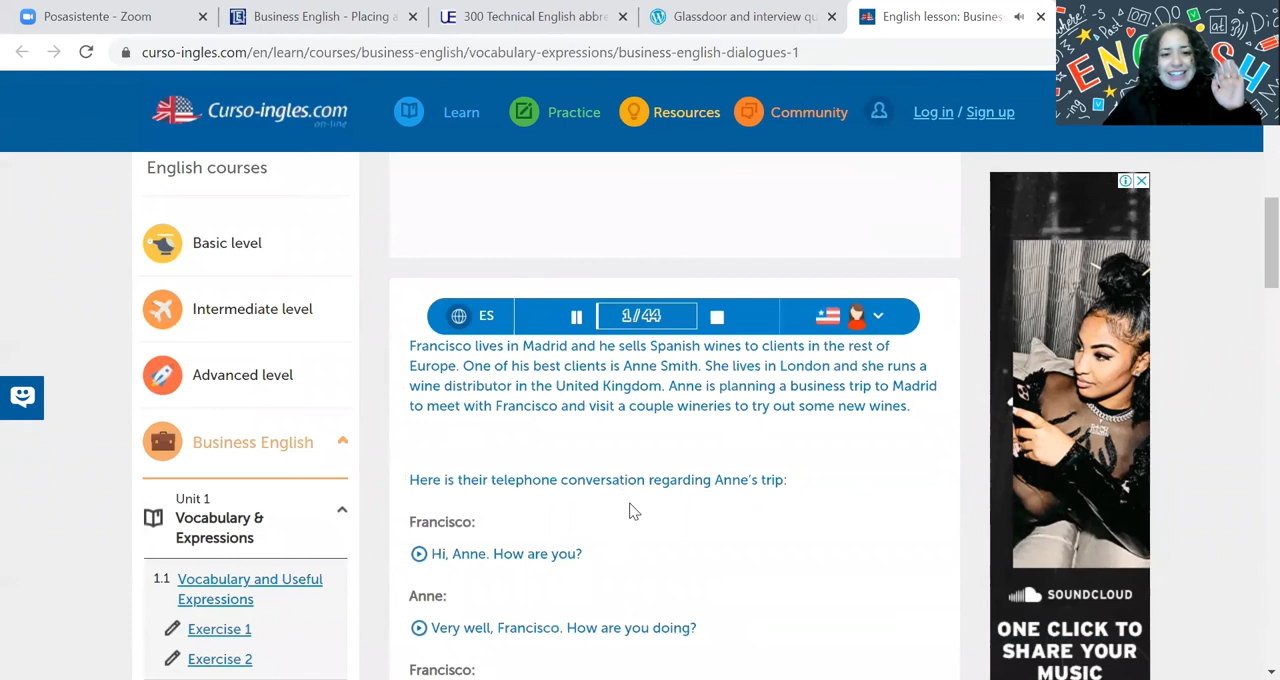 Posasistente - Zoom
Business English - Placing a
300 Technical English abbre
Glassdoor and interview qu
English lesson: Busines
curso-ingles.com/en/learn/courses/business-english/vocabulary-expressions/business-english-dialogues-1
Curso-ingles.com
on-line
Learn
Practice
Resources
Community
Log in / Sign up
English courses
Basic level
Intermediate level
Advanced level
Business English
Unit 1
Vocabulary &
Expressions
1.1 Vocabulary and Useful
Expressions
Exercise 1
Exercise 2
ES
1/44
Francisco lives in Madrid and he sells Spanish wines to clients in the rest of
Europe. One of his best clients is Anne Smith. She lives in London and she runs a
wine distributor in the United Kingdom. Anne is planning a business trip to Madrid
to meet with Francisco and visit a couple wineries to try out some new wines.
Here is their telephone conversation regarding Anne's trip:
Francisco:
Hi, Anne. How are you?
Anne:
Very well, Francisco. How are you doing?
Francisco:
SOUNDCLOUD
ONE CLICK TO
SHARE YOUR
MUSIC